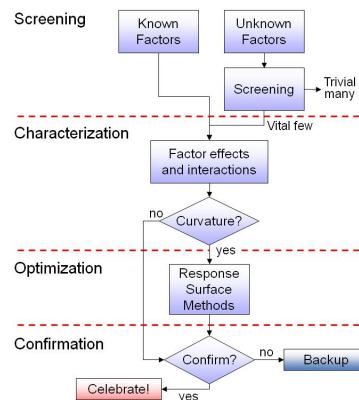 Screening
Known
Factors
Unknown
Factors
Screening
Trivial
many
Vital few
Characterization
Factor effects
and interactions
no
Curvature?
yes
Optimization
Response
Surface
Methods
Confirmation
Confirm?
no
Backup
Celebrate!
yes